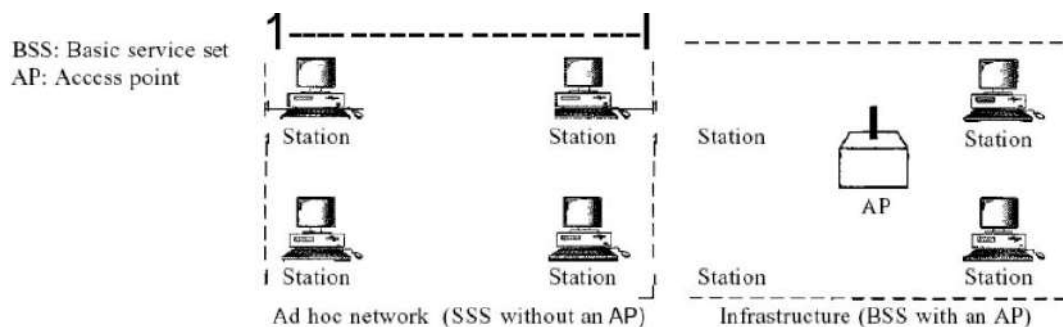 BSS: Basic service set
AP: Access point
Station Station Station Station
AP
Station Station Station Station
Ad hoc network (SSS without an AP) Infrastructure (BSS with an AP)